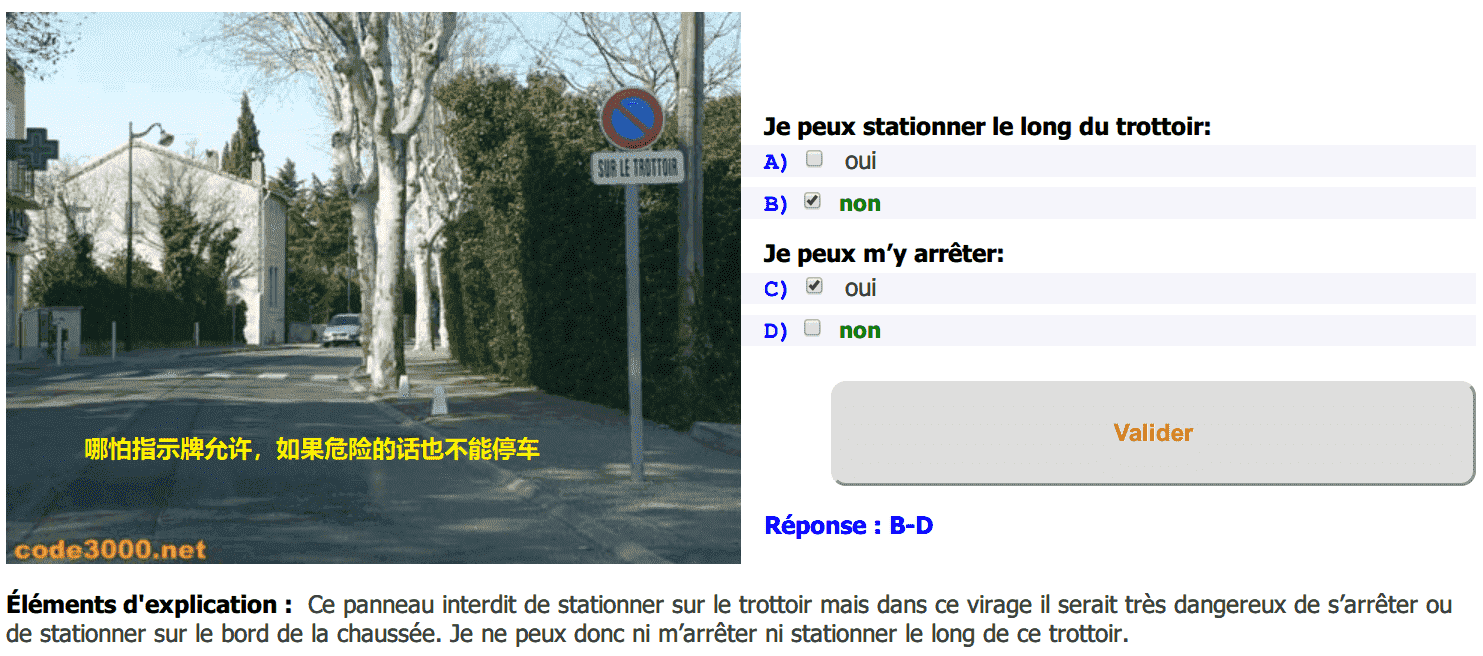 SUR LE TROTTOIR
哪怕指示牌允许，如果危险的话也不能停车
code3000.net
Je peux stationner le long du trottoir:
A) oui
B) non
Je peux m’y arrêter:
C) oui
D) non
Valider
Réponse : B-D
Éléments d'explication : Ce panneau interdit de stationner sur le trottoir mais dans ce virage il serait très dangereux de s’arrêter ou
de stationner sur le bord de la chaussée. Je ne peux donc ni m’arrêter ni stationner le long de ce trottoir.